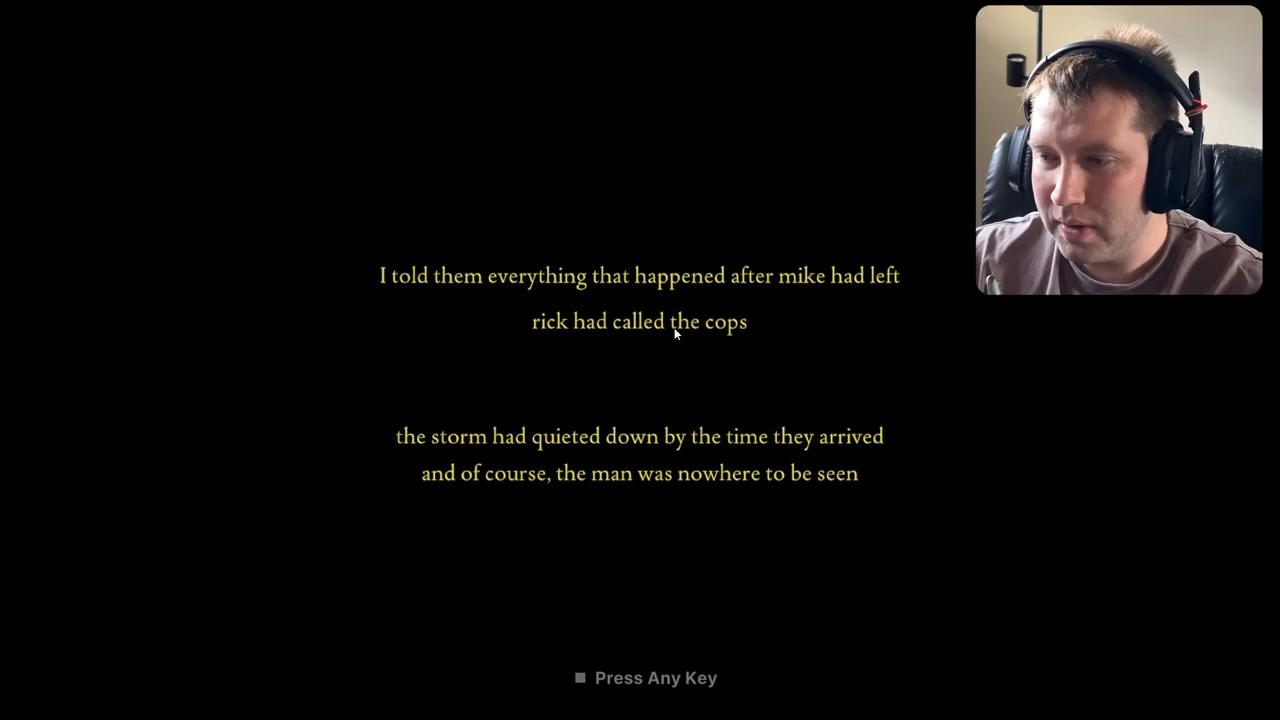 I told them everything that happened after mike had left
rick had called the cops
the storm had quieted down by the time they arrived
and of course, the man was nowhere to be seen
Press Any Key